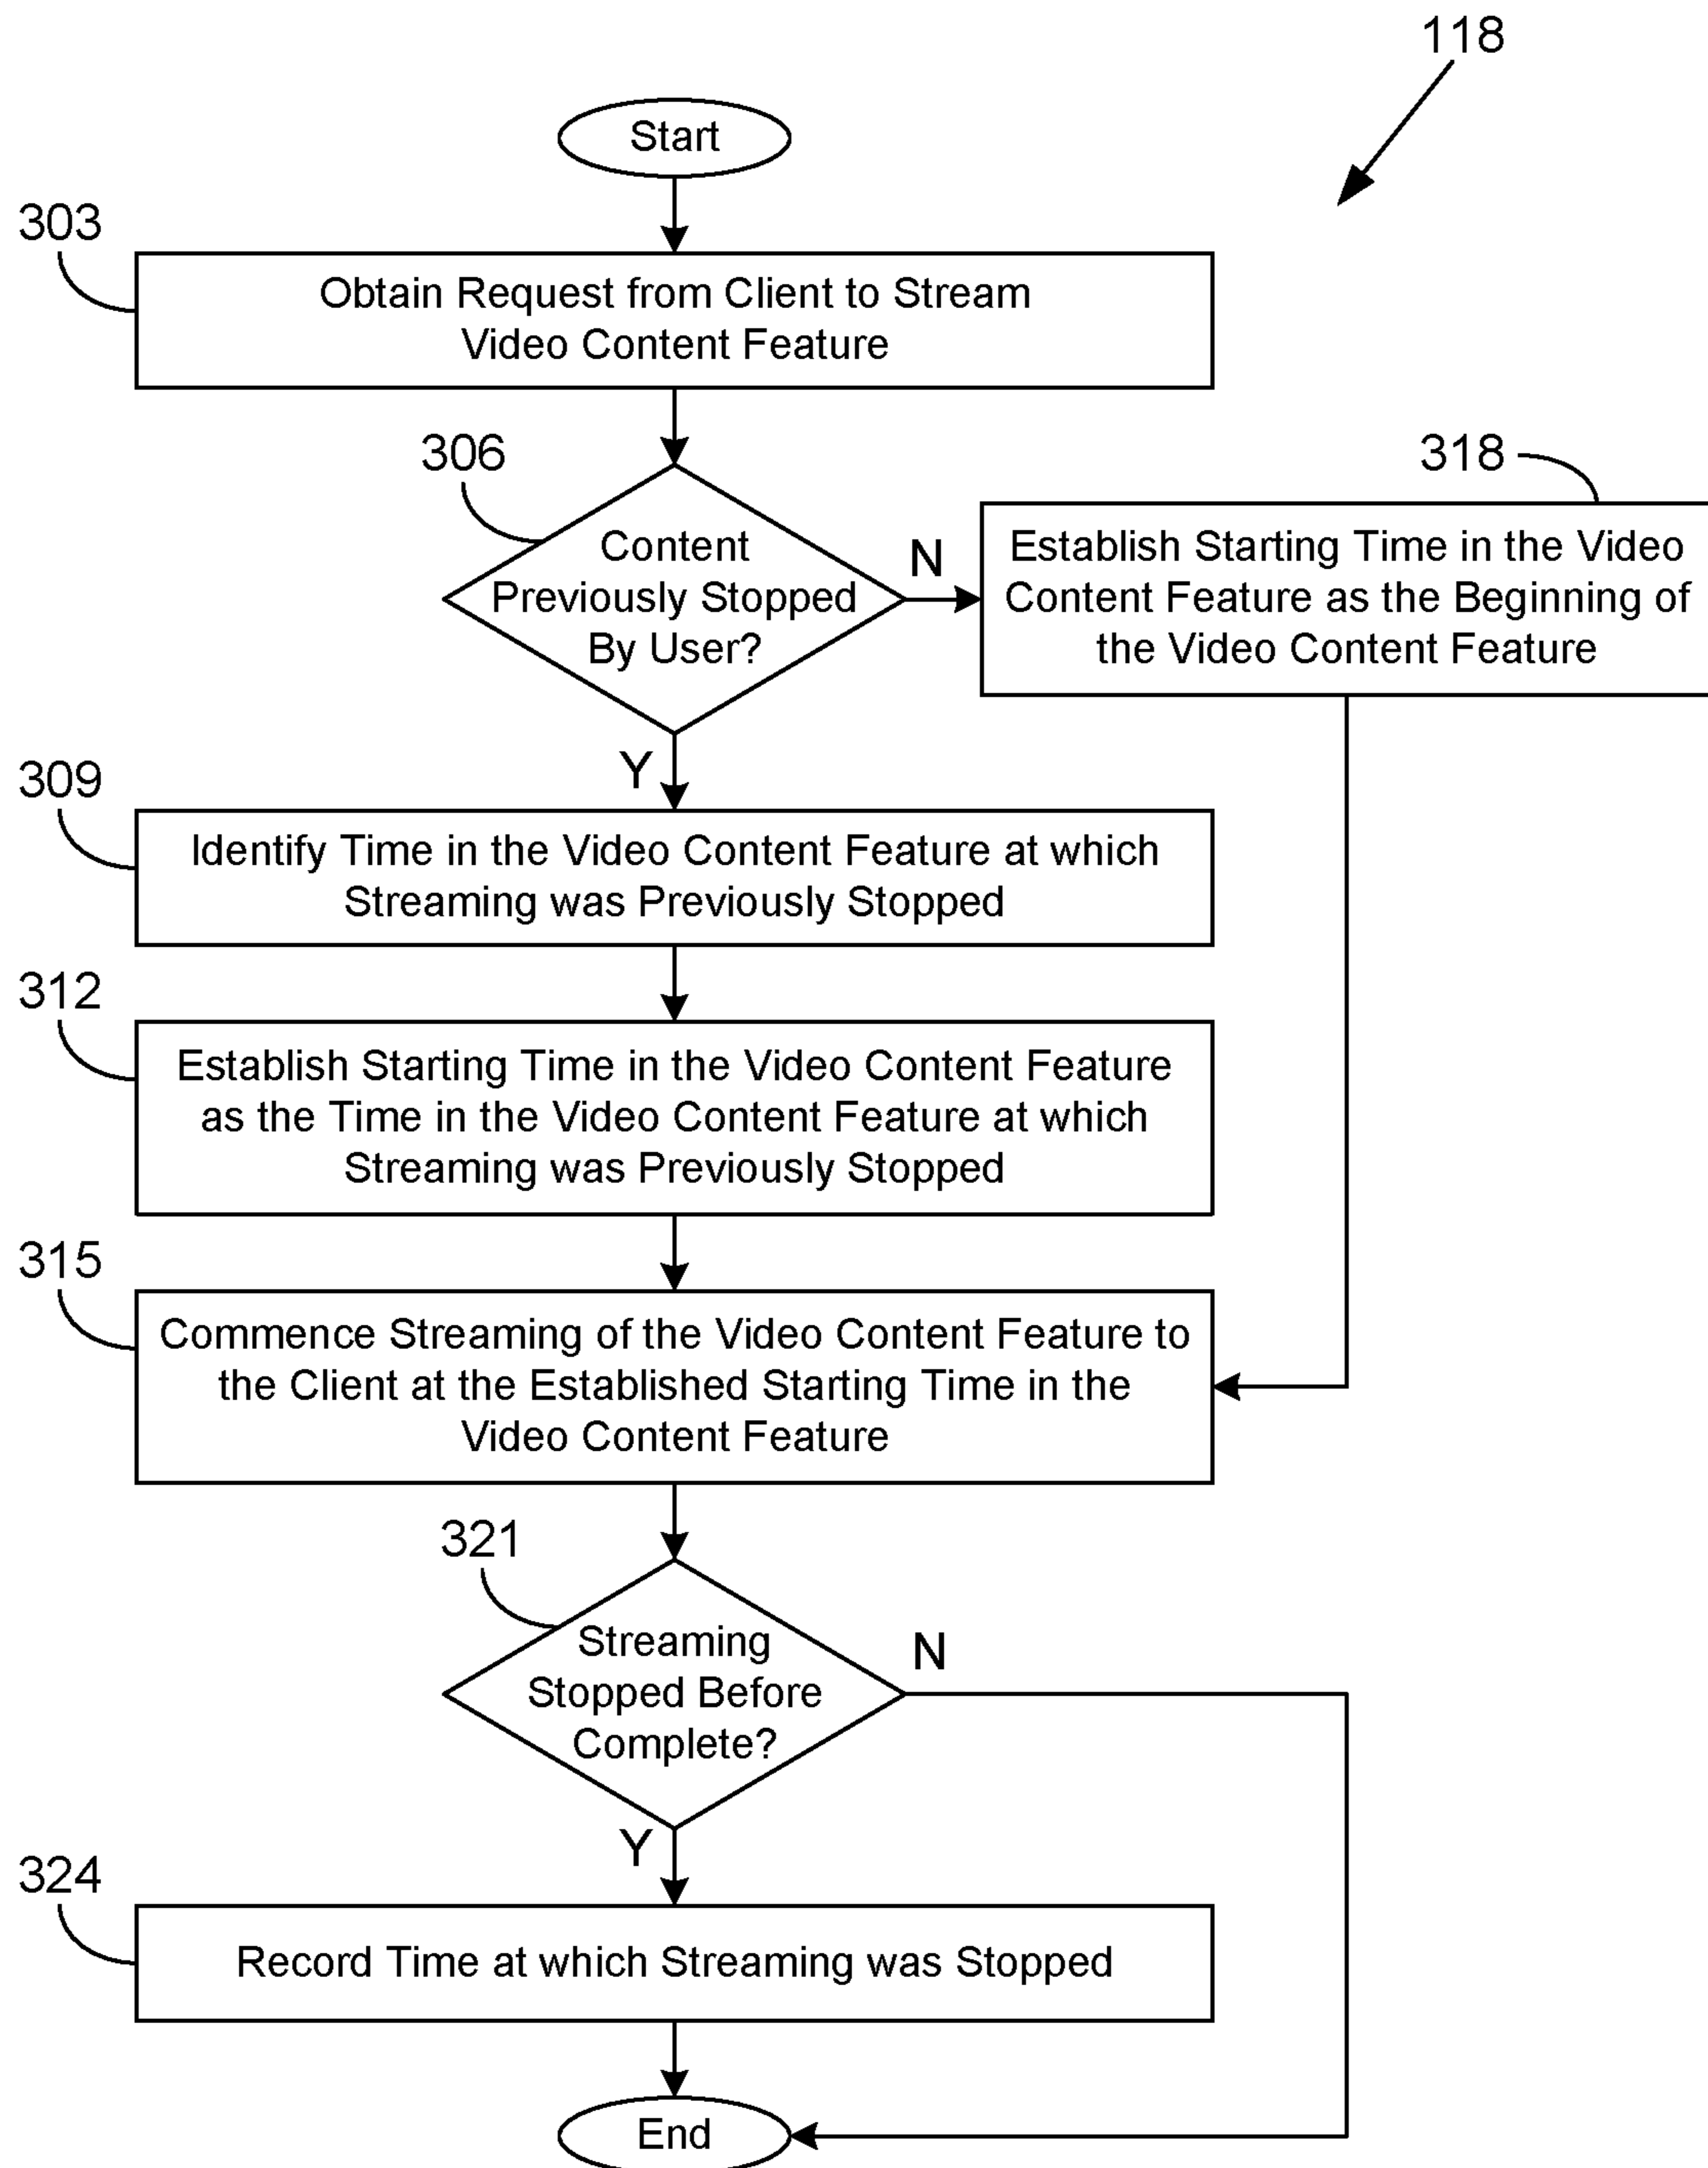 118
Start
303
Obtain Request from Client to Stream
Video Content Feature
306
Content
Previously Stopped
By User?
N
318
Establish Starting Time in the Video
Content Feature as the Beginning of
the Video Content Feature
Y
309
Identify Time in the Video Content Feature at which
Streaming was Previously Stopped
312
Establish Starting Time in the Video Content Feature
as the Time in the Video Content Feature at which
Streaming was Previously Stopped
315
Commence Streaming of the Video Content Feature to
the Client at the Established Starting Time in the
Video Content Feature
321
Streaming
Stopped Before
Complete?
N
Y
324
Record Time at which Streaming was Stopped
End